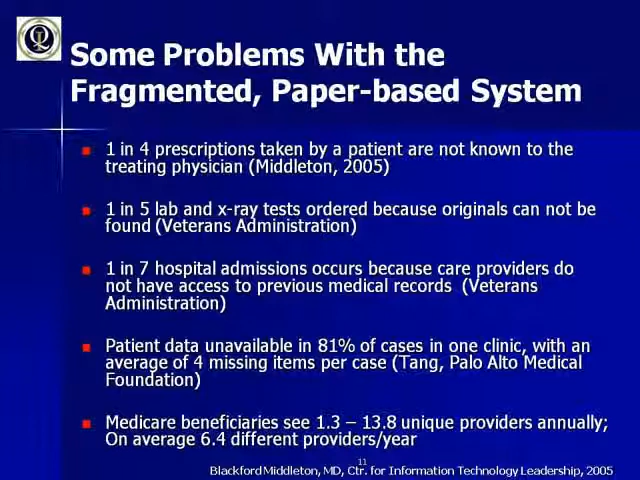 Some Problems With the
Fragmented, Paper-based System
1 in 4 prescriptions taken by a patient are not known to the
treating physician (Middleton, 2005)
1 in 5 lab and x-ray tests ordered because originals can not be
found (Veterans Administration)
1 in 7 hospital admissions occurs because care providers do
not have access to previous medical records (Veterans
Administration)
Patient data unavailable in 81% of cases in one clinic, with an
average of 4 missing items per case (Tang, Palo Alto Medical
Foundation)
Medicare beneficiaries see 1.3 – 13.8 unique providers annually;
On average 6.4 different providers/year
11
Blackford Middleton, MD, Ctr. for Information Technology Leadership, 2005